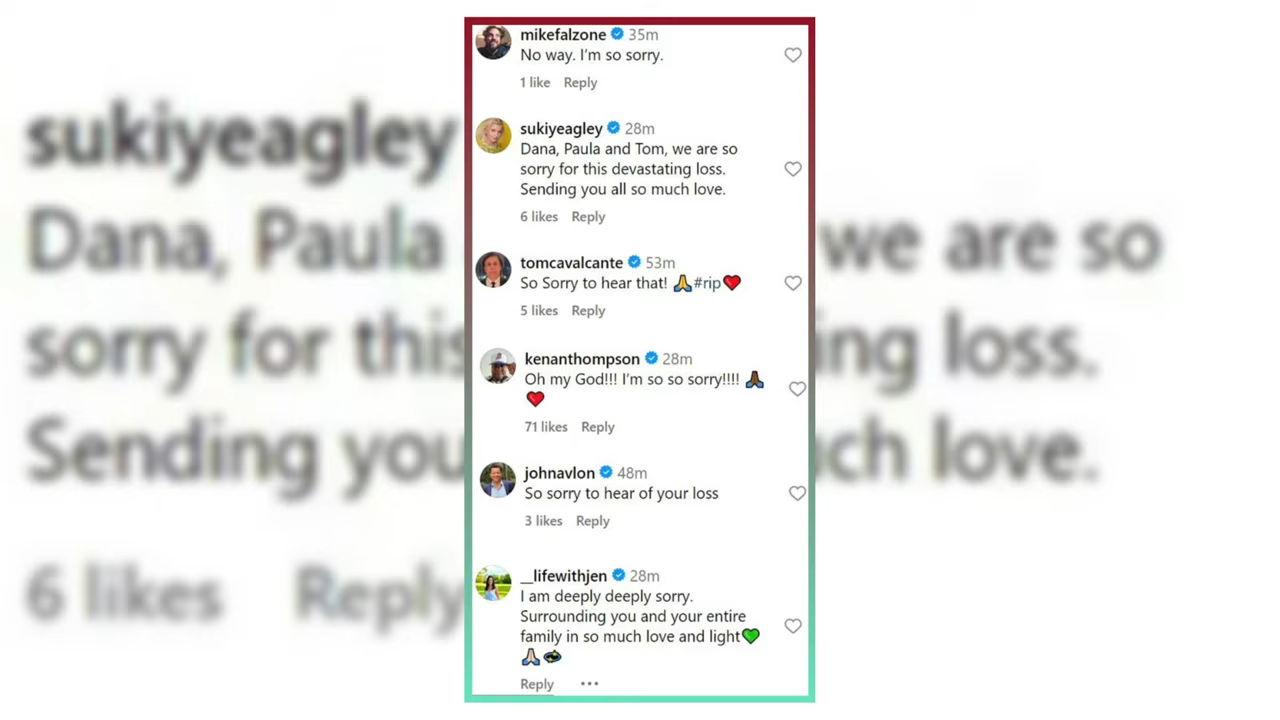 mikefalzone 35m
No way. I'm so sorry.
1 like Reply
sukiyeagley 28m
Dana, Paula and Tom, we are so
sorry for this devastating loss.
Sending you all so much love.
6 likes Reply
tomcavalcante 53m
So Sorry to hear that! 🙏#rip❤️
5 likes Reply
kenanthompson 28m
Oh my God!!! I'm so so sorry!!!! 🙏🏾
❤️
71 likes Reply
johnavlon 48m
So sorry to hear of your loss
3 likes Reply
__lifewithjen 28m
I am deeply deeply sorry.
Surrounding you and your entire
family in so much love and light💚
🙏🏻💫
Reply ...
sukiyeagley
Dana, Paula we are so
sorry for this ing loss.
Sending you ch love.
6 likes Reply